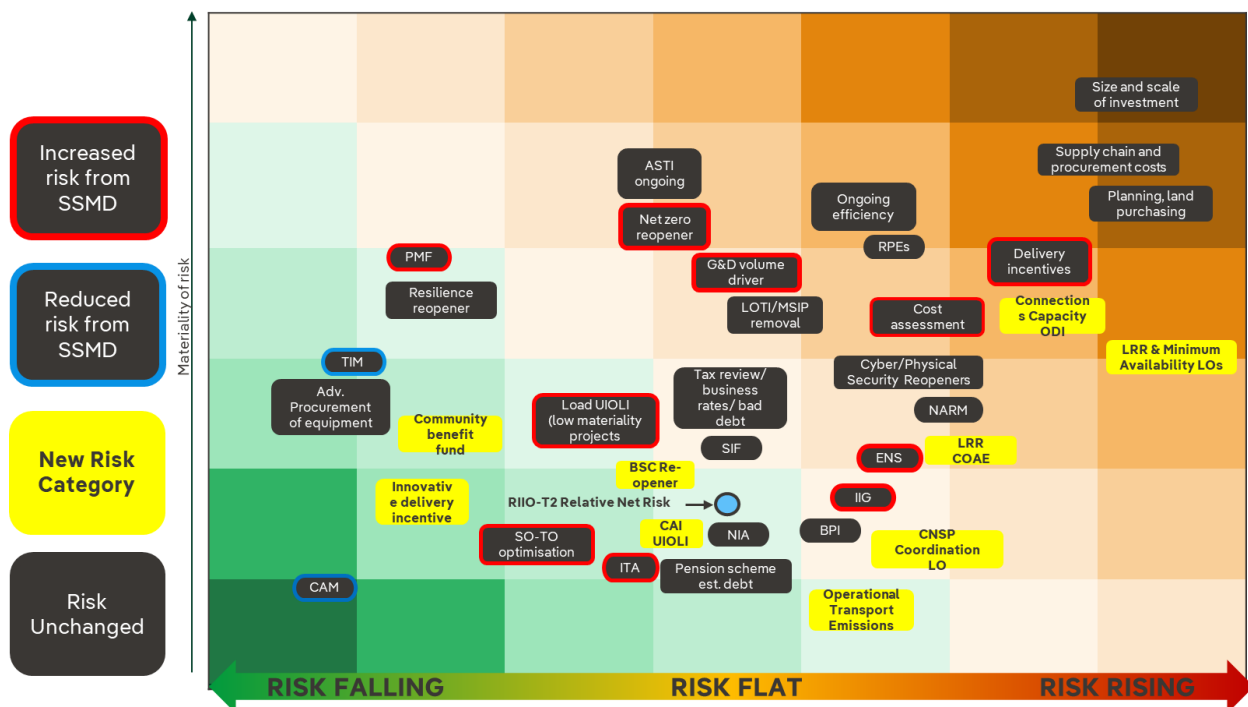 Increased
risk from
SSMD
Reduced
risk from
SSMD
New Risk
Category
Risk
Unchanged
Materiality of risk
Size and scale
of investment
Supply chain and
procurement costs
Planning, land
purchasing
ASTI
ongoing
Net zero
reopener
Ongoing
efficiency
RPEs
Delivery
incentives
PMF
G&D volume
driver
Resilience
reopener
LOTI/MSIP
removal
Cost
assessment
Connection
s Capacity
ODI
LRR & Minimum
Availability LOs
TIM
Adv.
Procurement
of equipment
Community
benefit
fund
Load UIOLI
(low materiality
projects
Tax review/
business
rates/ bad
debt
Cyber/Physical
Security Reopeners
NARM
SIF
ENS
LRR
COAE
BSC Re-
opener
Innovativ
e delivery
incentive
RIIO-T2 Relative Net Risk
IIG
SO-TO
optimisation
CAI
UIOLI
NIA
BPI
CNSP
Coordination
LO
ITA
Pension scheme
est. debt
CAM
Operational
Transport
Emissions
RISK FALLING
RISK FLAT
RISK RISING